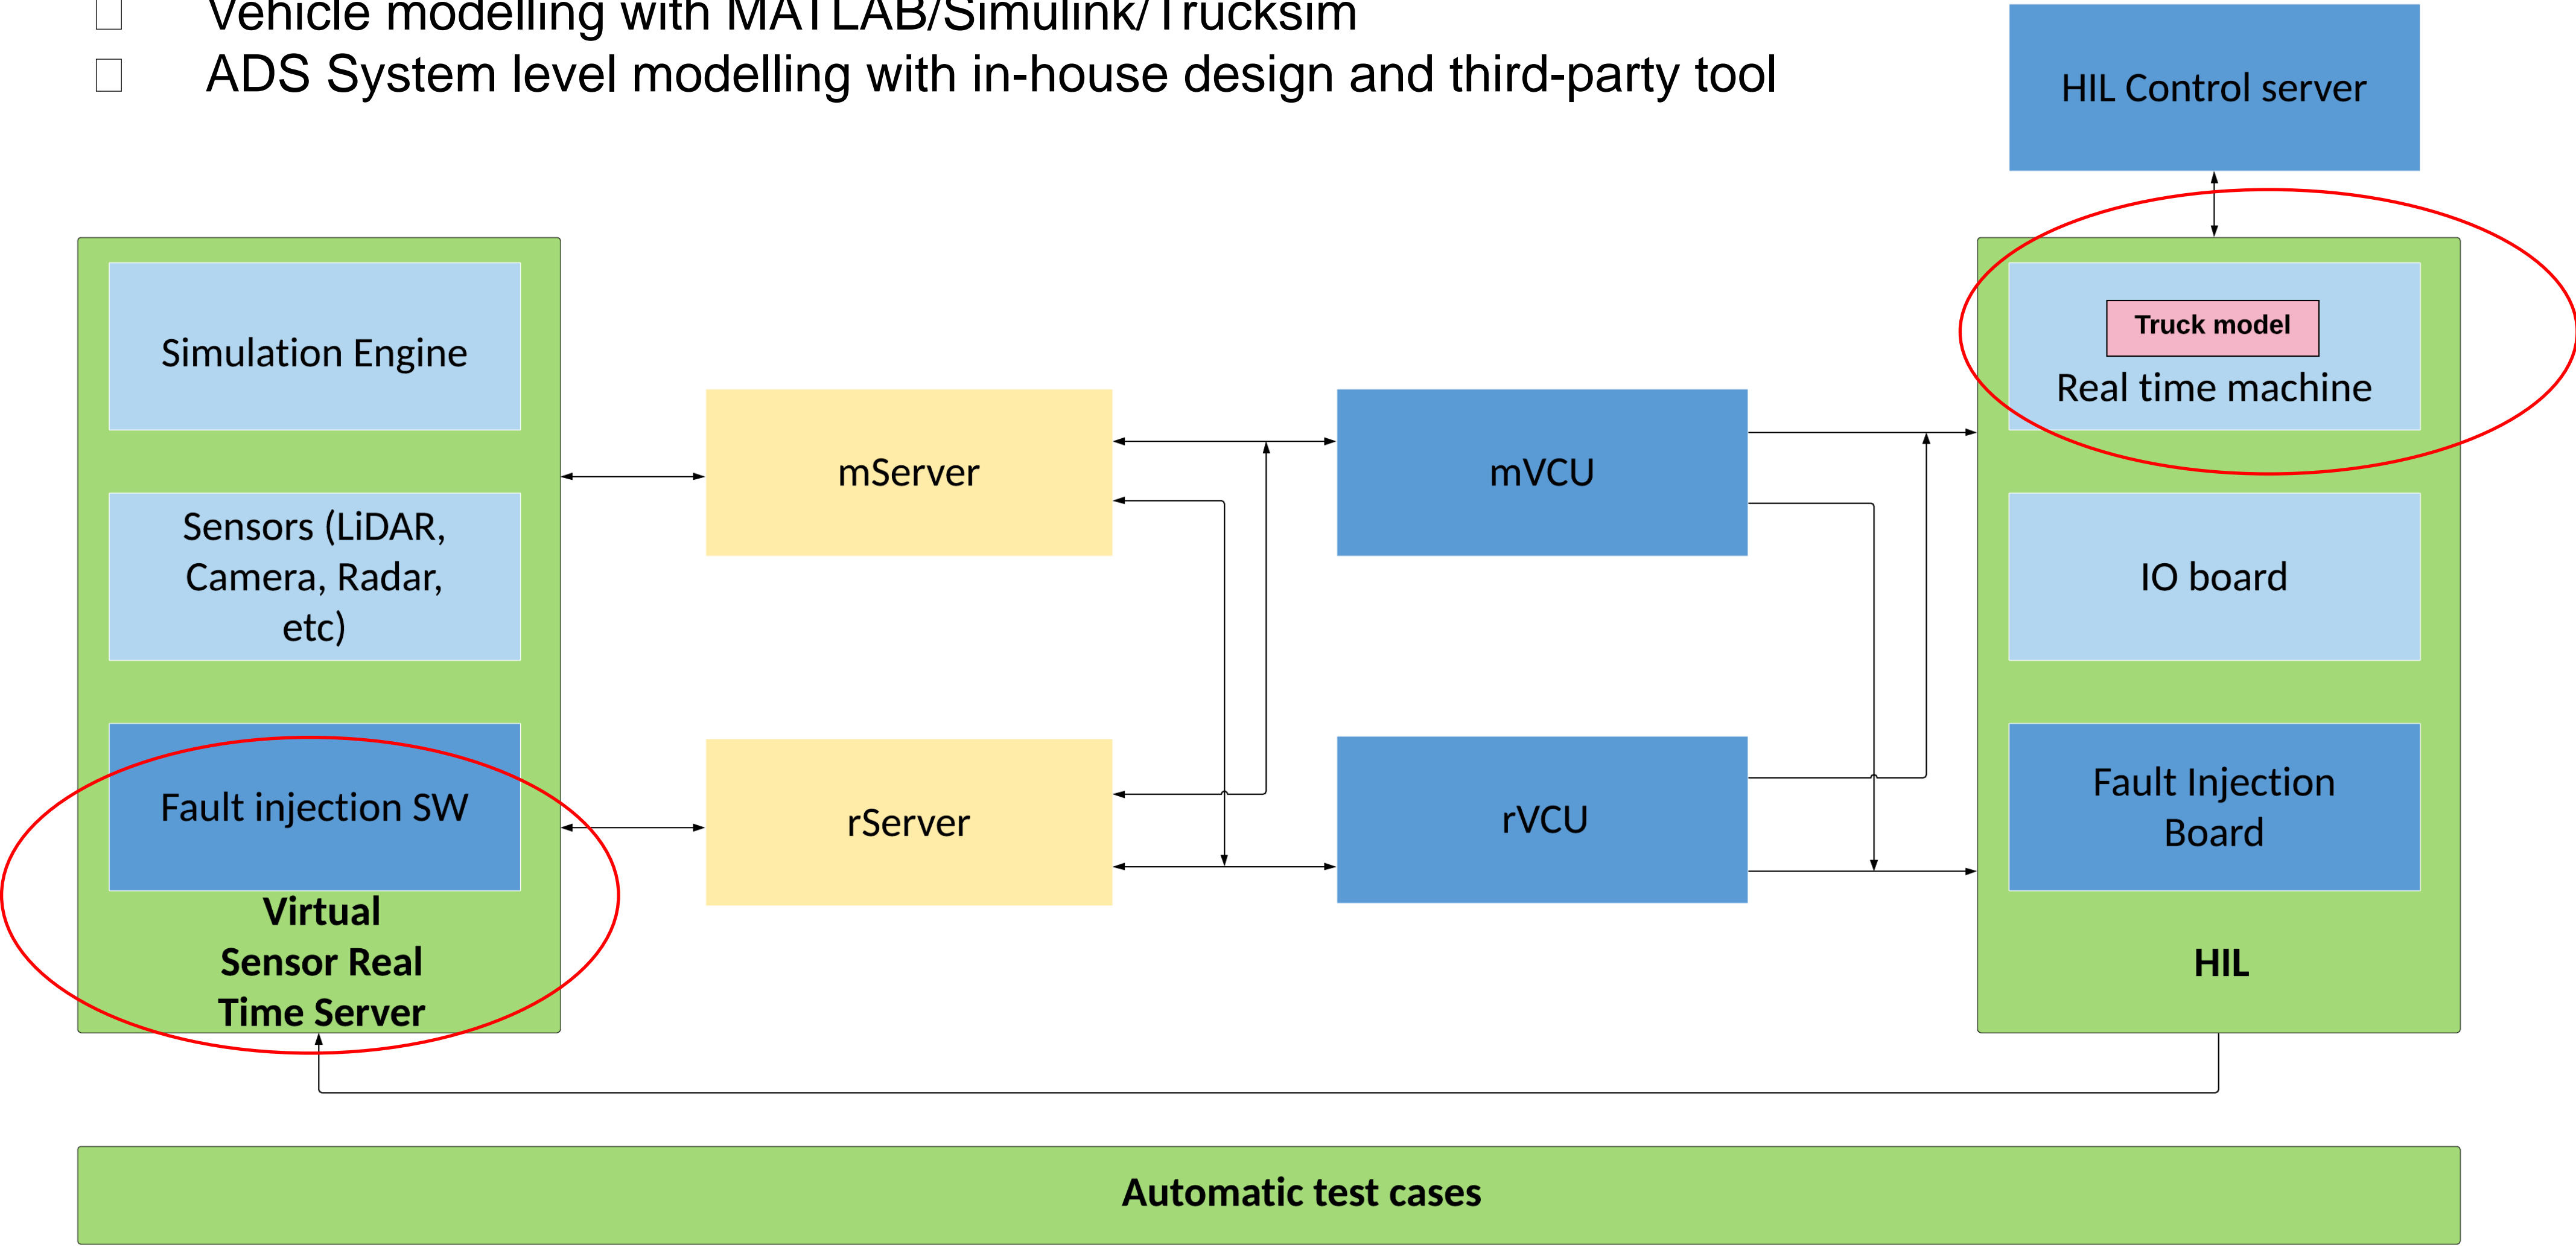 Vehicle modelling with MATLAB/Simulink/Trucksim
ADS System level modelling with in-house design and third-party tool
HIL Control server
Simulation Engine
Sensors (LiDAR,
Camera, Radar,
etc)
Fault injection SW
Virtual
Sensor Real
Time Server
mServer
rServer
mVCU
rVCU
Truck model
Real time machine
IO board
Fault Injection
Board
HIL
Automatic test cases